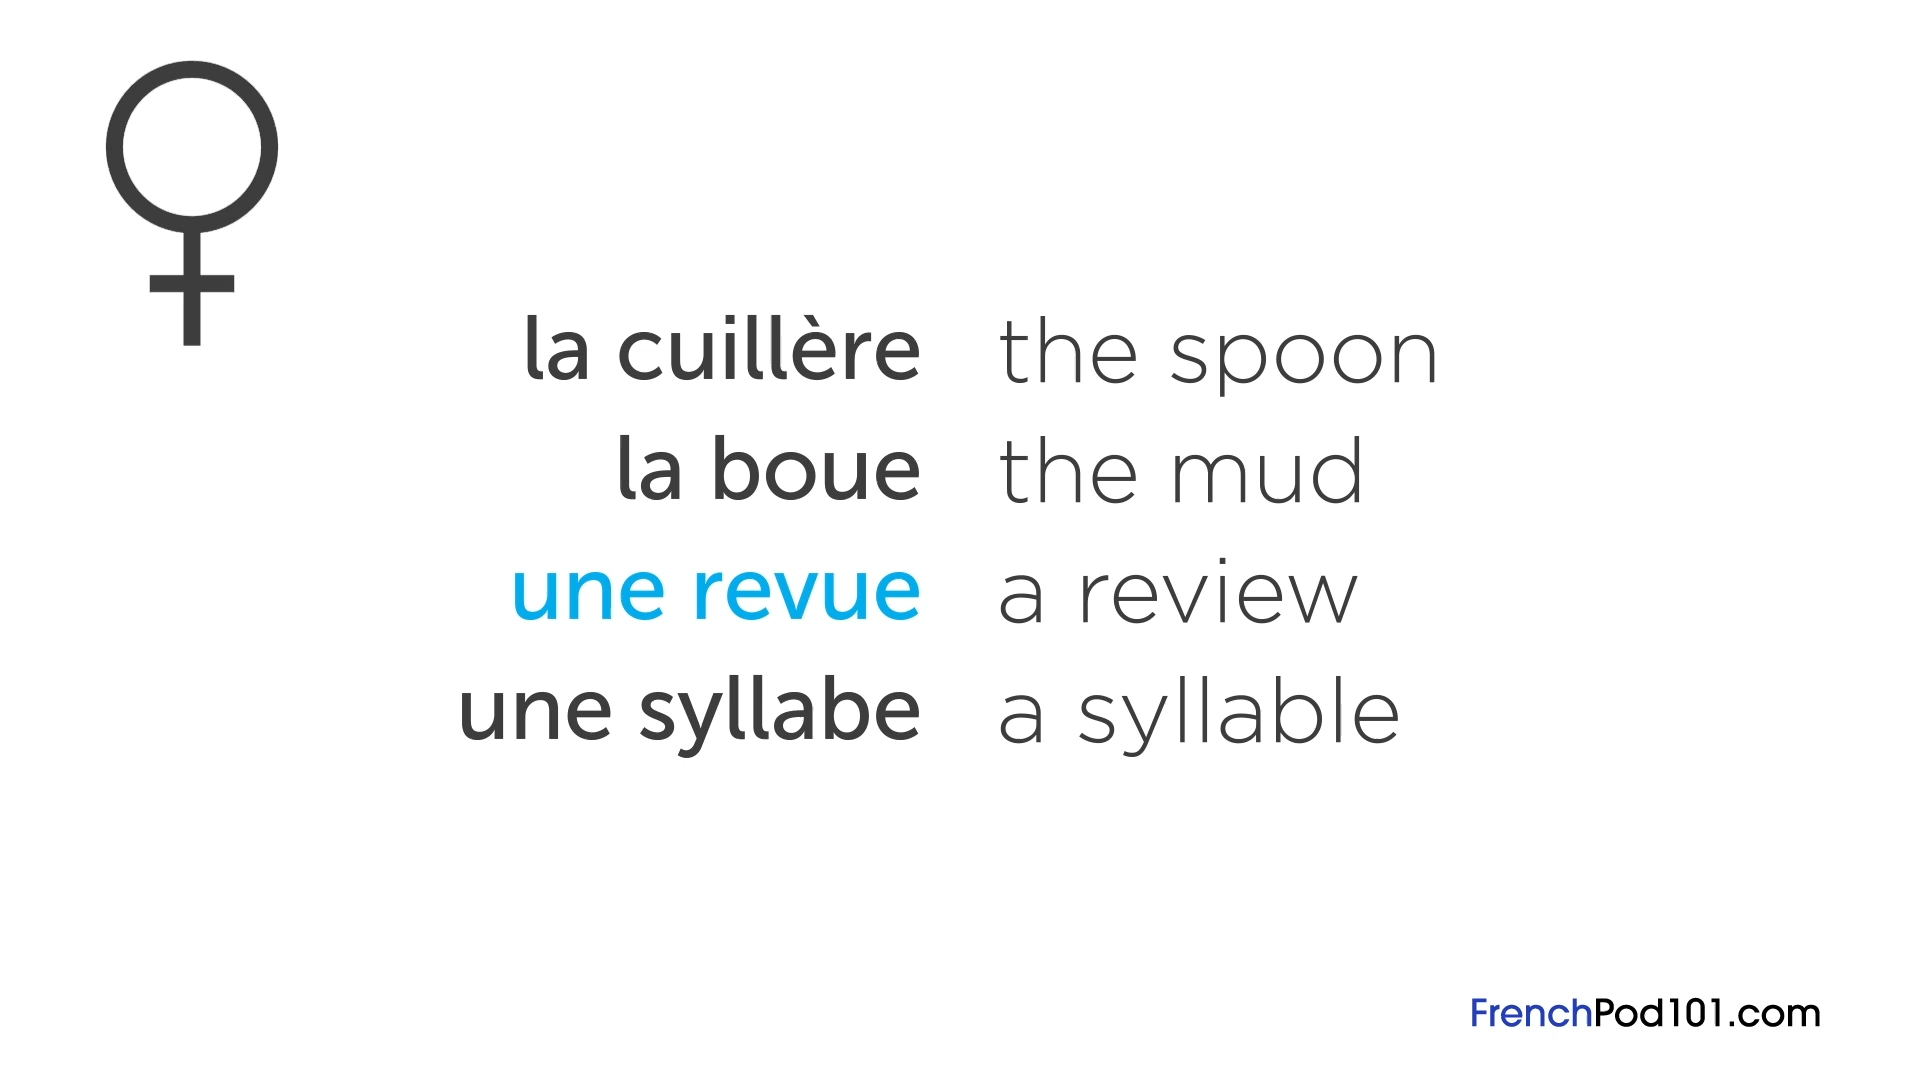 la cuillère the spoon
la boue the mud
une revue a review
une syllabe a syllable
FrenchPod101.com